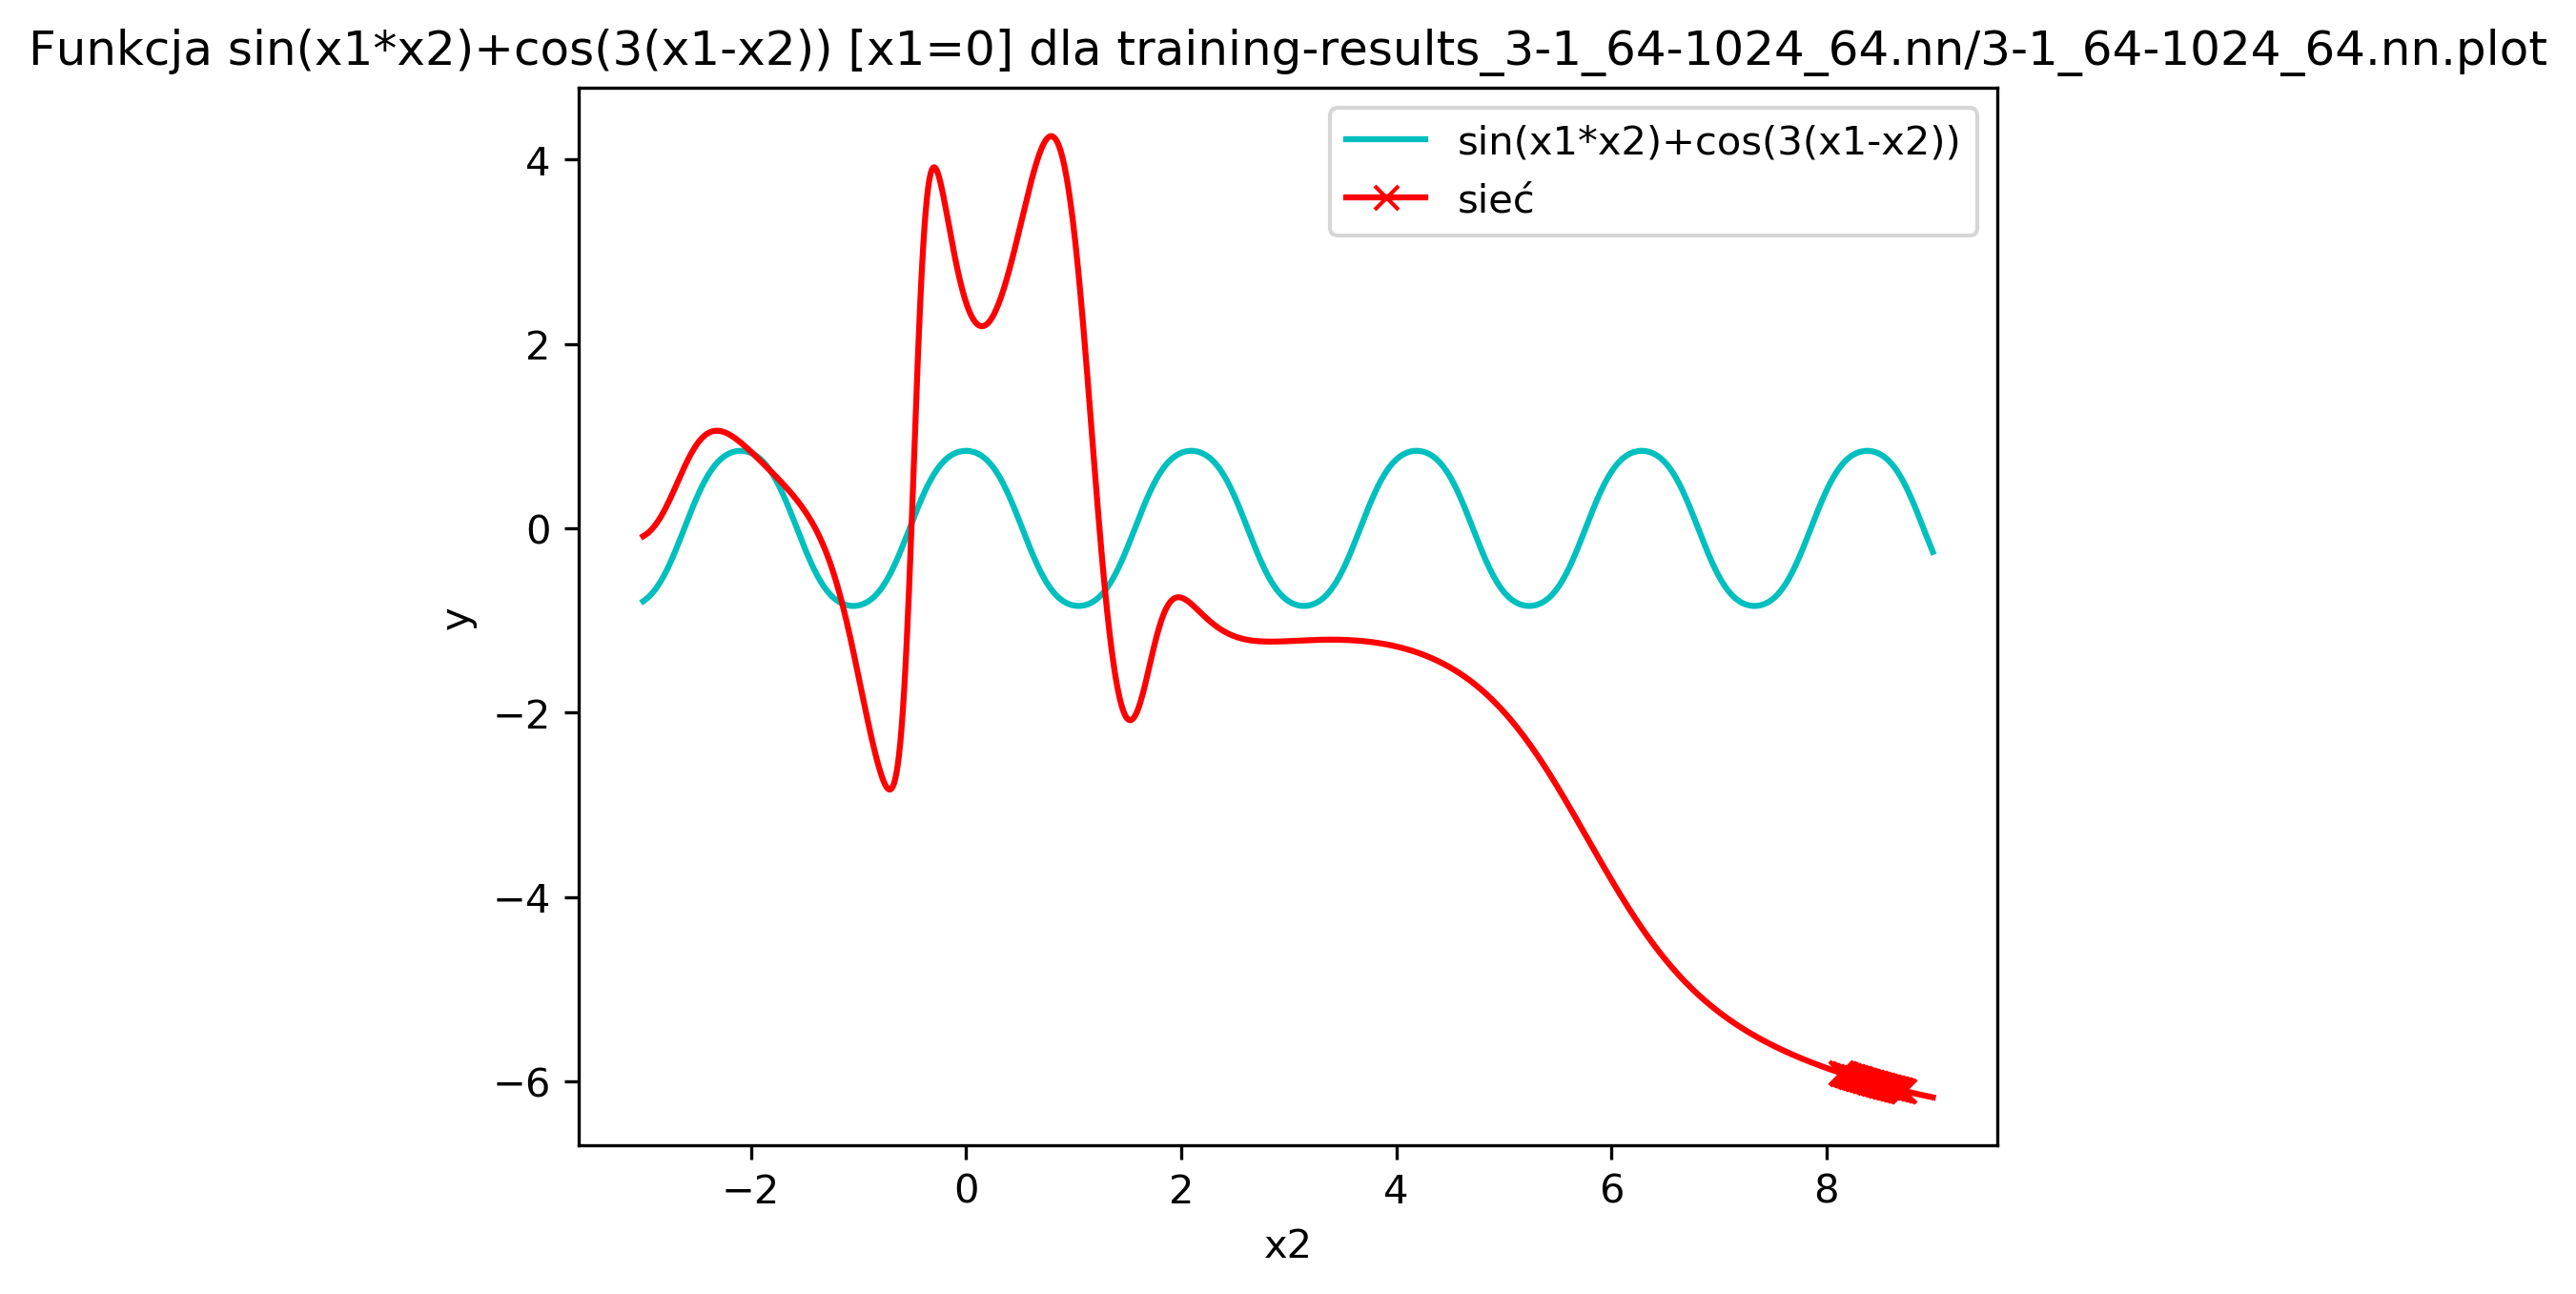 Funkcja sin(x1*x2)+cos(3(x1-x2)) [x1=0] dla training-results_3-1_64-1024_64.nn/3-1_64-1024_64.nn.plot
sin(x1*x2)+cos(3(x1-x2))
sieć
4
2
0
−2
−4
−6
y
−2 0 2 4 6 8
x2